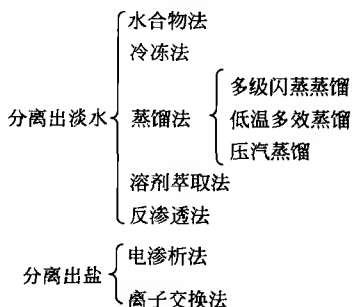 水合物法
冷冻法
分离出淡水
蒸馏法
多级闪蒸蒸馏
低温多效蒸馏
压汽蒸馏
溶剂萃取法
反渗透法
分离出盐
电渗析法
离子交换法